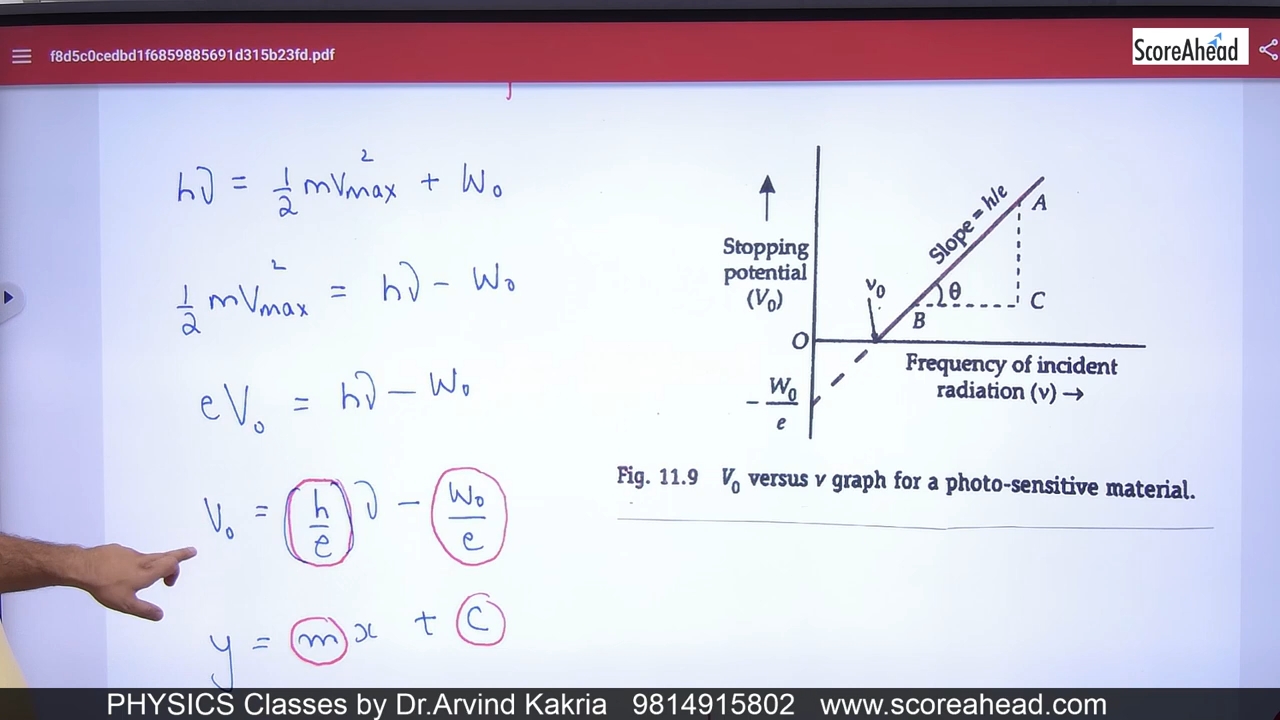 f8d5c0cedbd1f6859885691d315b23fd.pdf
ScoreAhead
hν = 1/2 mVmax² + W₀
1/2 mVmax² = hν − W₀
eV₀ = hν − W₀
V₀ = h/e ν − W₀/e
y = mx + C
Stopping
potential
(V₀)
Slope = h/e
A
ν₀
θ
B
C
O
− W₀/e
Frequency of incident
radiation (ν) →
Fig. 11.9 V₀ versus ν graph for a photo-sensitive material.
PHYSICS Classes by Dr.Arvind Kakria 9814915802 www.scoreahead.com